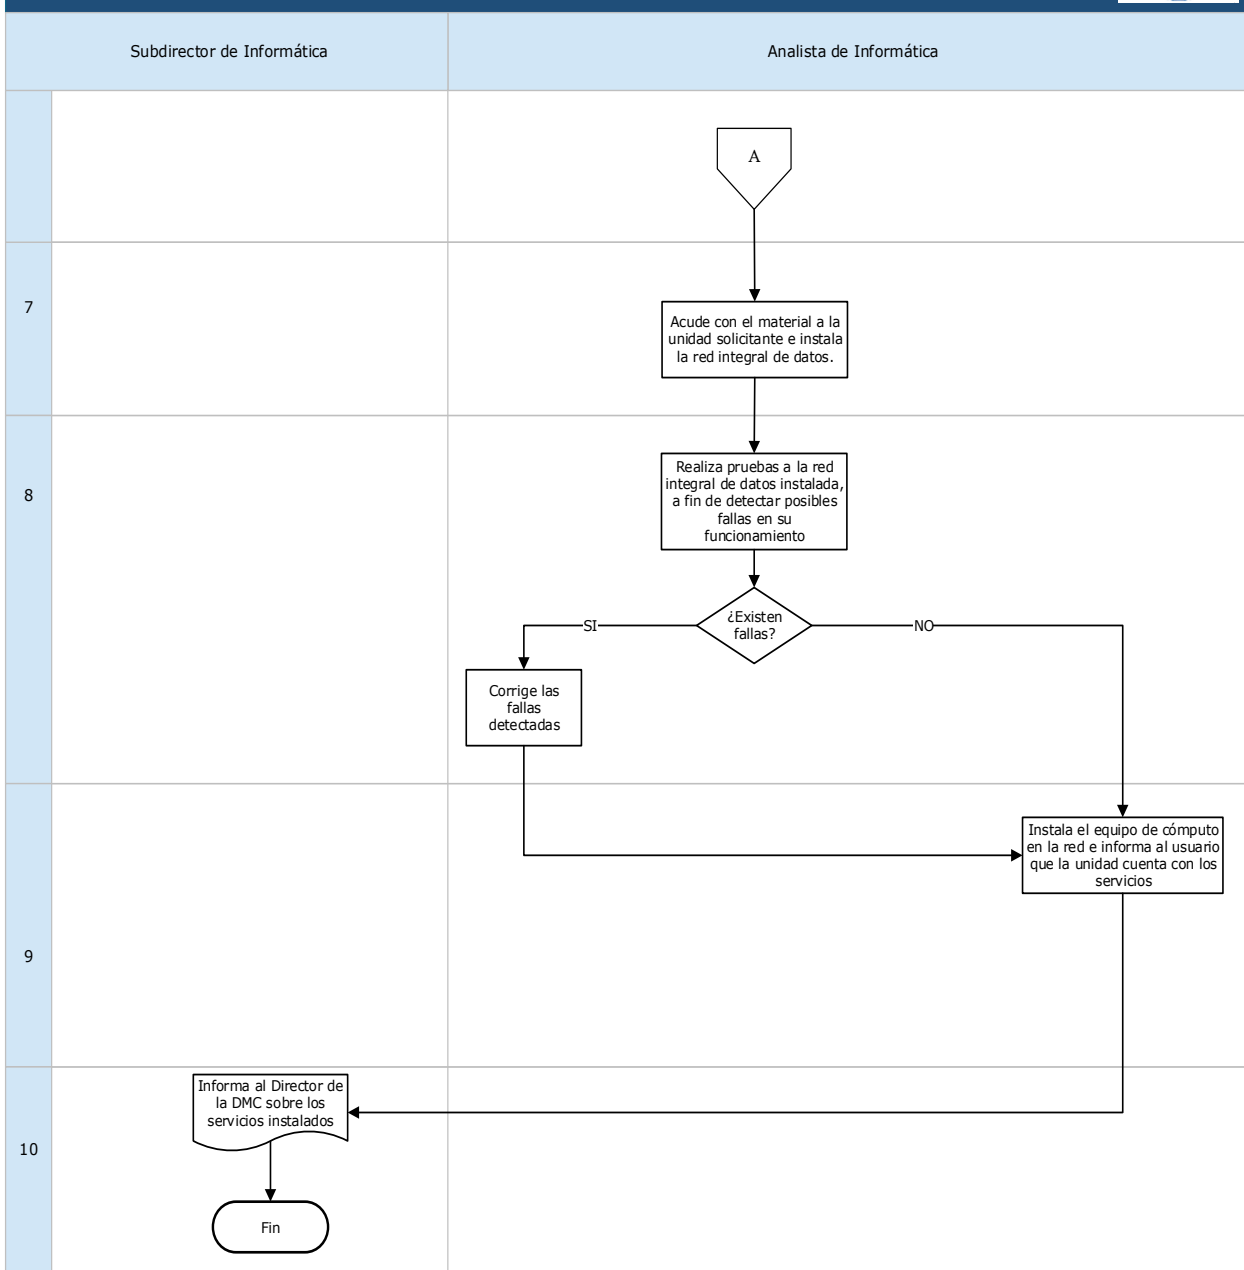 Subdirector de Informática
Analista de Informática
A
7
Acude con el material a la
unidad solicitante e instala
la red integral de datos.
8
Realiza pruebas a la red
integral de datos instalada,
a fin de detectar posibles
fallas en su
funcionamiento
¿Existen
fallas?
SI
NO
Corrige las
fallas
detectadas
Instala el equipo de cómputo
en la red e informa al usuario
que la unidad cuenta con los
servicios
9
Informa al Director de
la DMC sobre los
servicios instalados
10
Fin